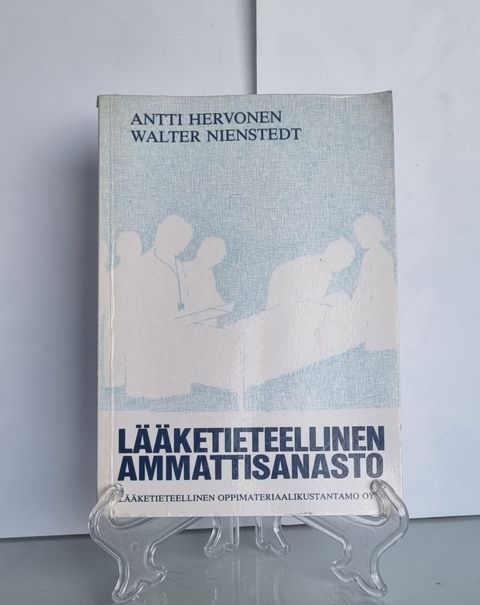 ANTTI HERVONEN
WALTER NIENSTEDT
LÄÄKETIETEELLINEN
AMMATTISANASTO
LÄÄKETIETEELLINEN OPPIMATERIAALIKUSTANTAMO OY